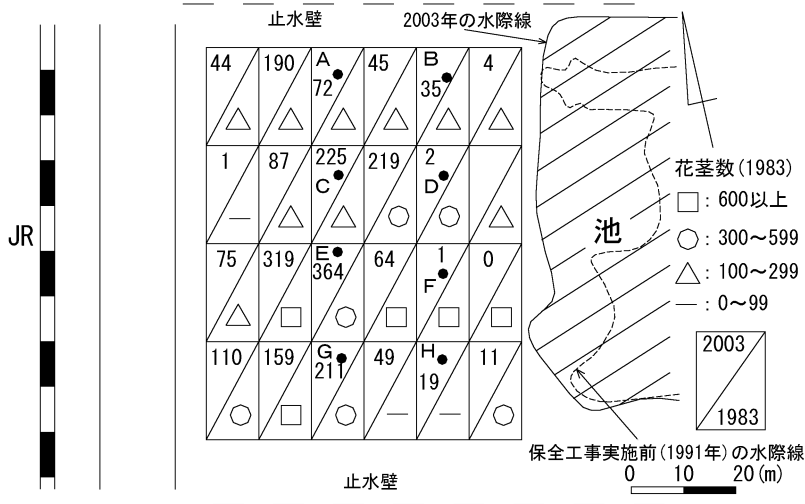 止水壁
2003年の水際線
44 190 A 72 45 B 35 4
1 87 225 C 219 2 D
75 319 E 364 64 1 F 0
110 159 G 211 49 H 19 11
JR
池
花茎数(1983)
□：600以上
○：300～599
△：100～299
—：0～99
2003
1983
保全工事実施前(1991年)の水際線
止水壁
0 10 20(m)